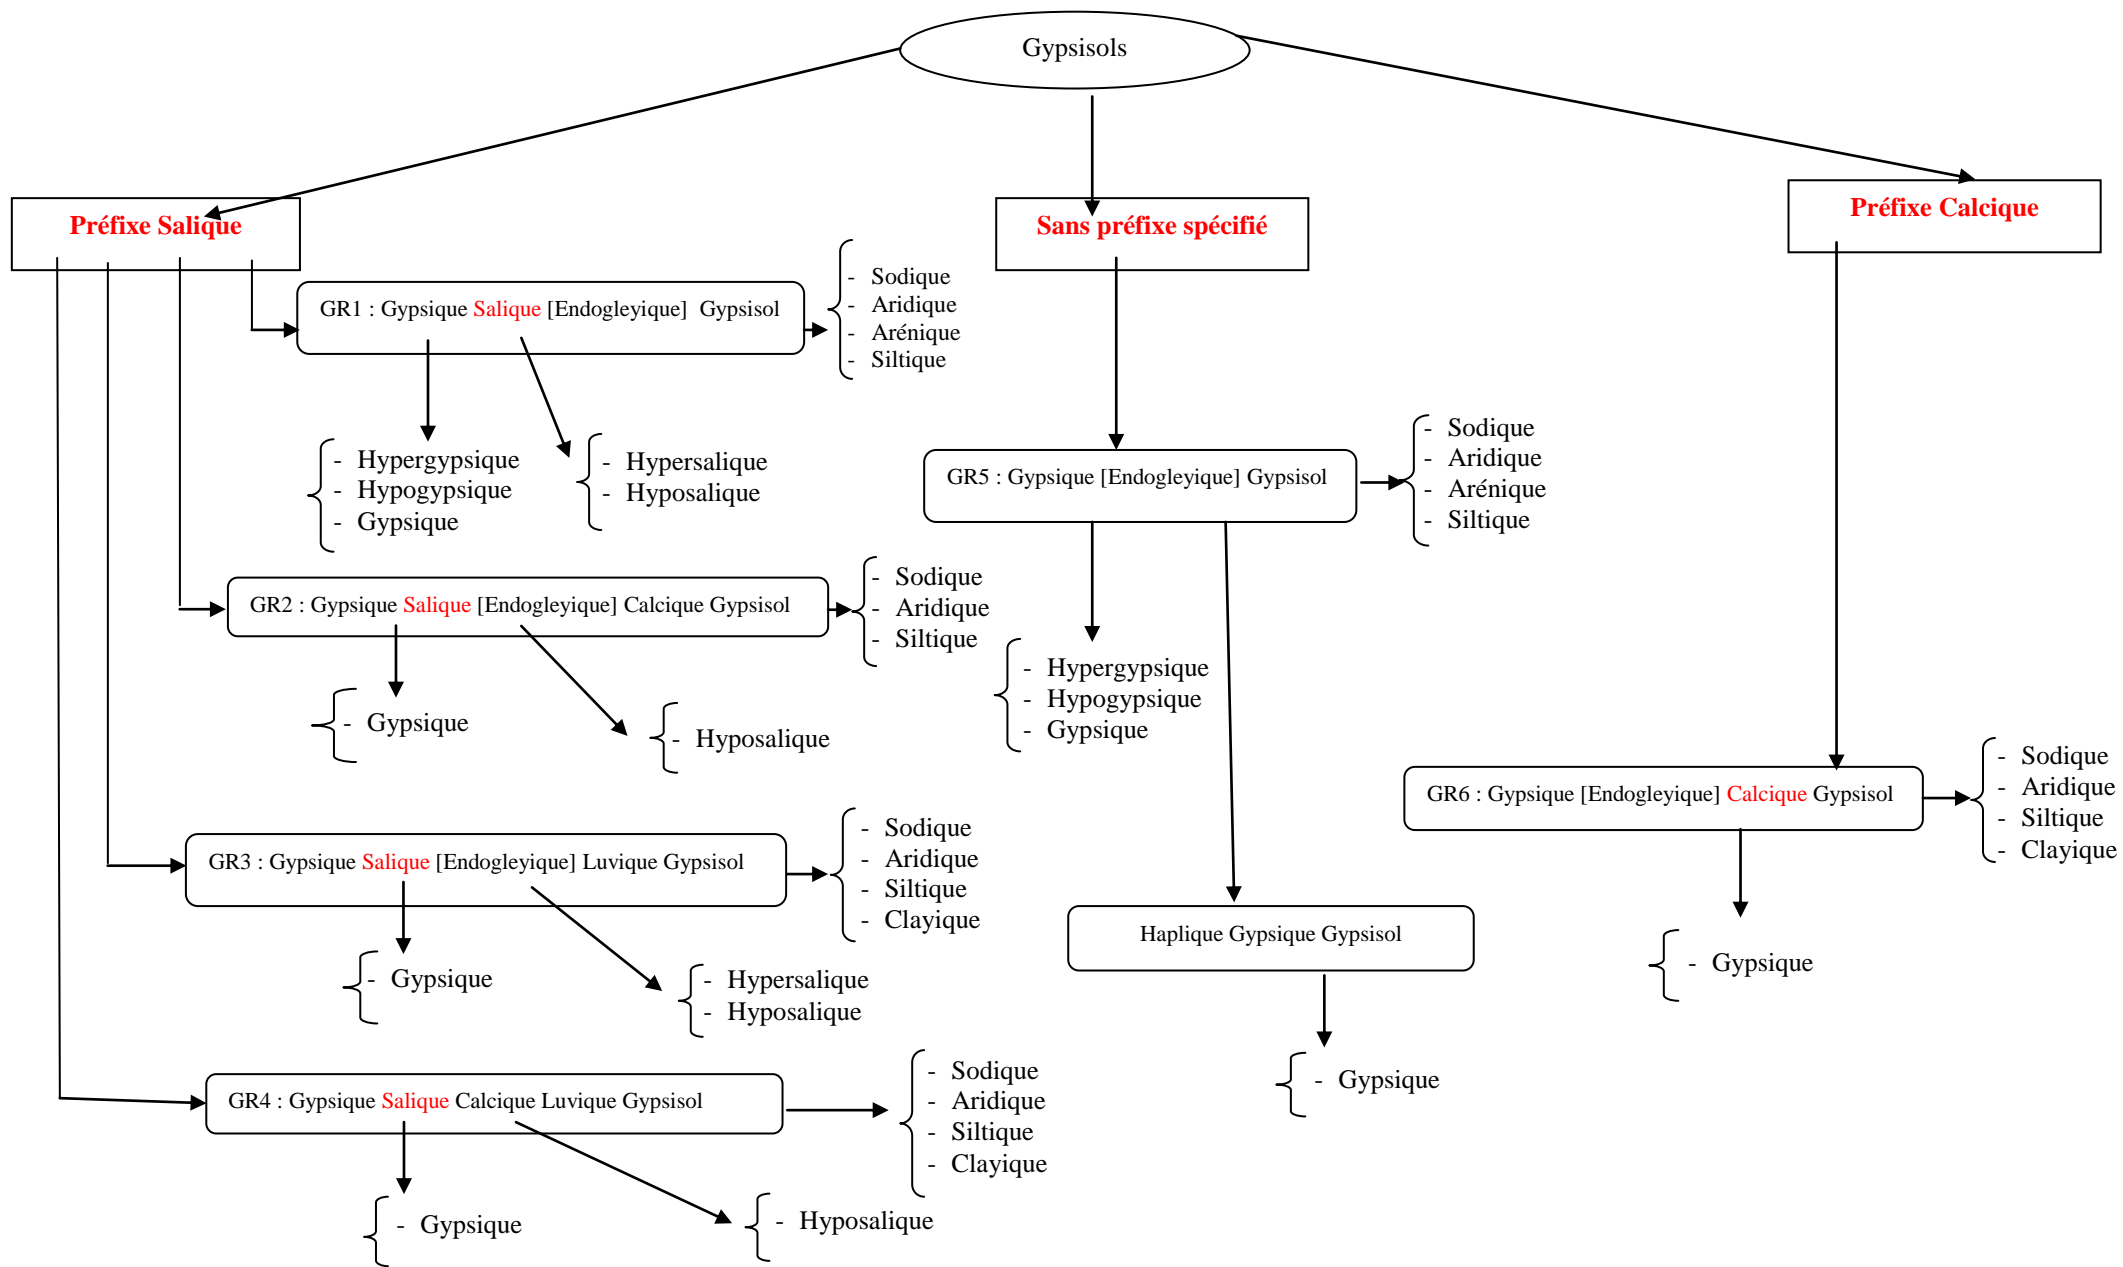 Gypsisols
Préfixe Salique
Sans préfixe spécifié
Préfixe Calcique
GR1 : Gypsique Salique [Endogleyique] Gypsisol
- Sodique
- Aridique
- Arénique
- Siltique
- Hypergypsique
- Hypogypsique
- Gypsique
- Hypersalique
- Hyposalique
GR2 : Gypsique Salique [Endogleyique] Calcique Gypsisol
- Sodique
- Aridique
- Siltique
- Gypsique
- Hyposalique
GR3 : Gypsique Salique [Endogleyique] Luvique Gypsisol
- Sodique
- Aridique
- Siltique
- Clayique
- Gypsique
- Hypersalique
- Hyposalique
GR4 : Gypsique Salique Calcique Luvique Gypsisol
- Sodique
- Aridique
- Siltique
- Clayique
- Gypsique
- Hyposalique
GR5 : Gypsique [Endogleyique] Gypsisol
- Sodique
- Aridique
- Arénique
- Siltique
- Hypergypsique
- Hypogypsique
- Gypsique
Haplique Gypsique Gypsisol
- Gypsique
GR6 : Gypsique [Endogleyique] Calcique Gypsisol
- Sodique
- Aridique
- Siltique
- Clayique
- Gypsique